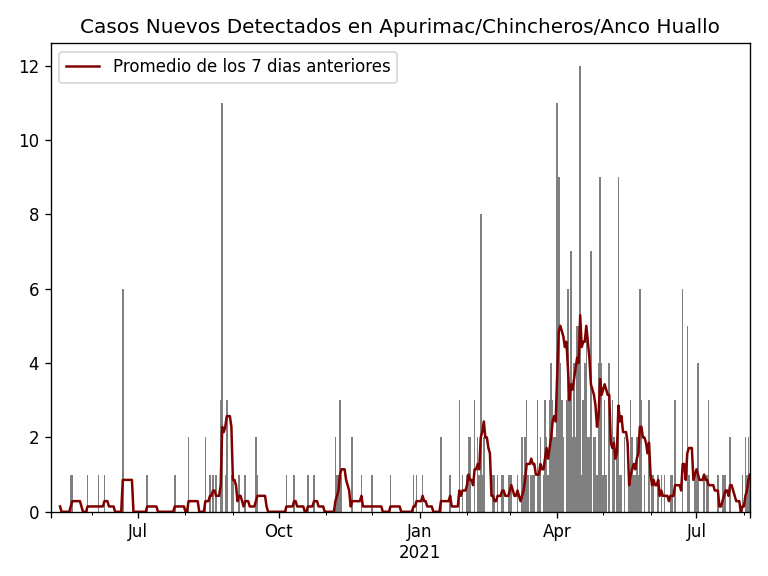 Casos Nuevos Detectados en Apurimac/Chincheros/Anco Huallo
Promedio de los 7 dias anteriores
12
10
8
6
4
2
0
Jul Oct Jan Apr Jul
2021